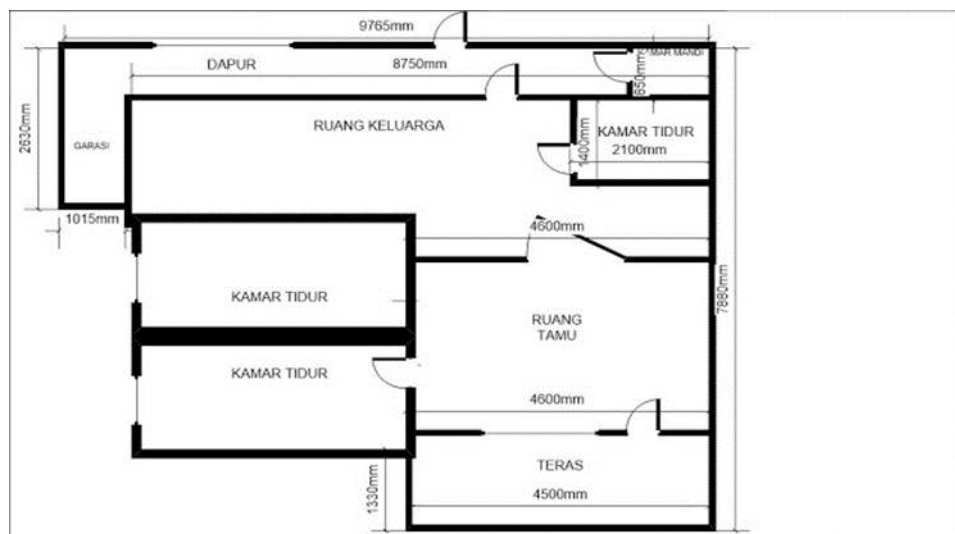 9765mm
DAPUR
8750mm
MAR MANDI
850mm
2630mm
GARASI
RUANG KELUARGA
KAMAR TIDUR
1400mm
2100mm
1015mm
4600mm
7880mm
KAMAR TIDUR
RUANG
TAMU
KAMAR TIDUR
4600mm
TERAS
1330mm
4500mm